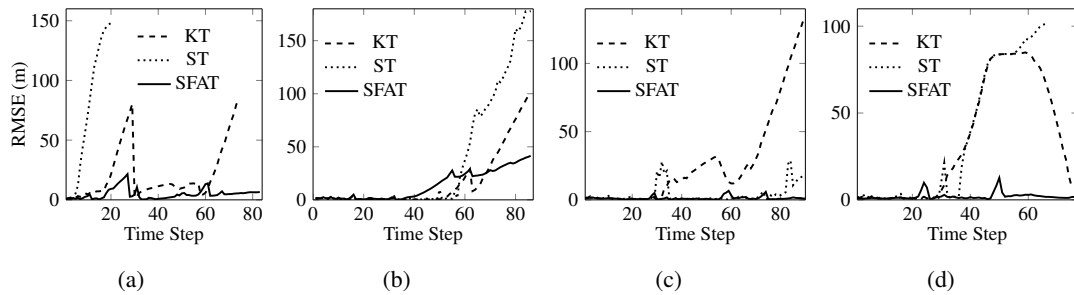 RMSE (m)
150
100
50
0
KT
ST
SFAT
20 40 60 80
Time Step
(a)
150
100
50
0
KT
ST
SFAT
0 20 40 60 80
Time Step
(b)
100
50
0
KT
ST
SFAT
20 40 60 80
Time Step
(c)
100
50
0
KT
ST
SFAT
20 40 60
Time Step
(d)